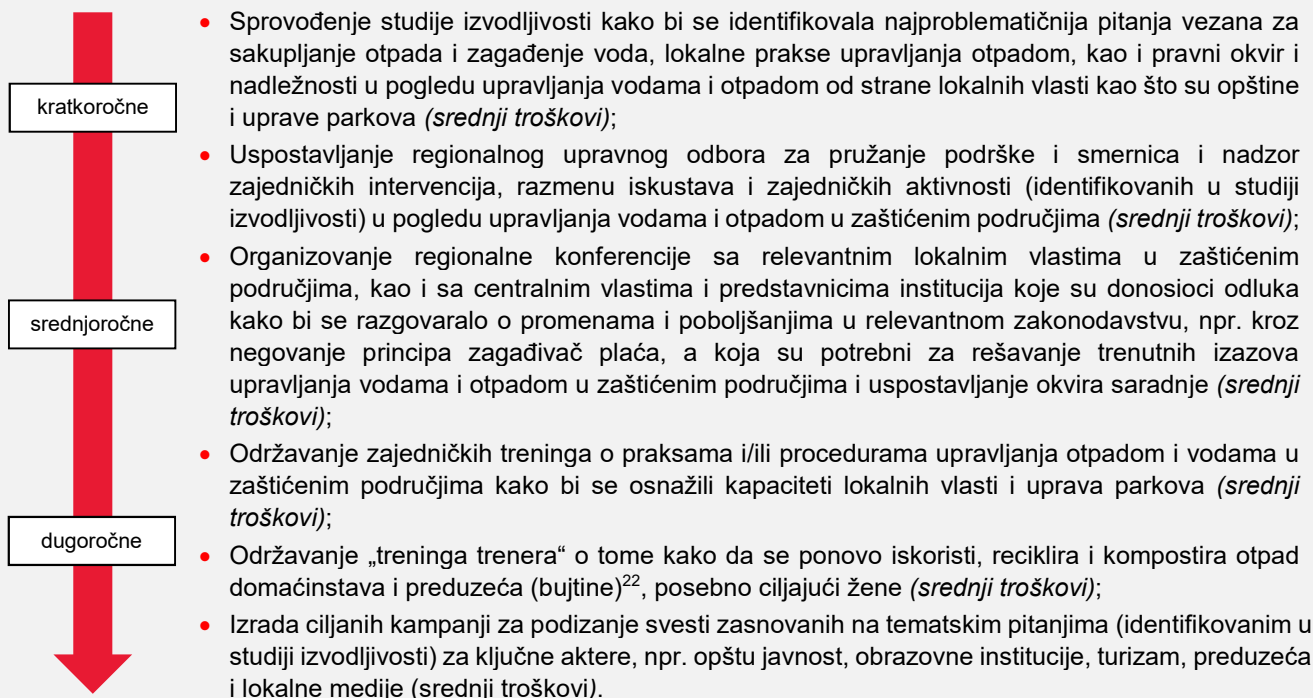 • Sprovođenje studije izvodljivosti kako bi se identifikovala najproblematičnija pitanja vezana za
sakupljanje otpada i zagađenje voda, lokalne prakse upravljanja otpadom, kao i pravni okvir i
nadležnosti u pogledu upravljanja vodama i otpadom od strane lokalnih vlasti kao što su opštine
i uprave parkova (srednji troškovi);
kratkoročne
• Uspostavljanje regionalnog upravnog odbora za pružanje podrške i smernica i nadzor
zajedničkih intervencija, razmenu iskustava i zajedničkih aktivnosti (identifikovanih u studiji
izvodljivosti) u pogledu upravljanja vodama i otpadom u zaštićenim područjima (srednji troškovi);
• Organizovanje regionalne konferencije sa relevantnim lokalnim vlastima u zaštićenim
područjima, kao i sa centralnim vlastima i predstavnicima institucija koje su donosioci odluka
kako bi se razgovaralo o promenama i poboljšanjima u relevantnom zakonodavstvu, npr. kroz
negovanje principa zagađivač plaća, a koja su potrebni za rešavanje trenutnih izazova
upravljanja vodama i otpadom u zaštićenim područjima i uspostavljanje okvira saradnje (srednji
troškovi);
srednjoročne
• Održavanje zajedničkih treninga o praksama i/ili procedurama upravljanja otpadom i vodama u
zaštićenim područjima kako bi se osnažili kapaciteti lokalnih vlasti i uprava parkova (srednji
troškovi);
dugoročne
• Održavanje „treninga trenera“ o tome kako da se ponovo iskoristi, reciklira i kompostira otpad
domaćinstava i preduzeća (bujtine)22, posebno ciljajući žene (srednji troškovi);
• Izrada ciljanih kampanji za podizanje svesti zasnovanih na tematskim pitanjima (identifikovanim u
studiji izvodljivosti) za ključne aktere, npr. opštu javnost, obrazovne institucije, turizam, preduzeća
i lokalne medije (srednji troškovi).